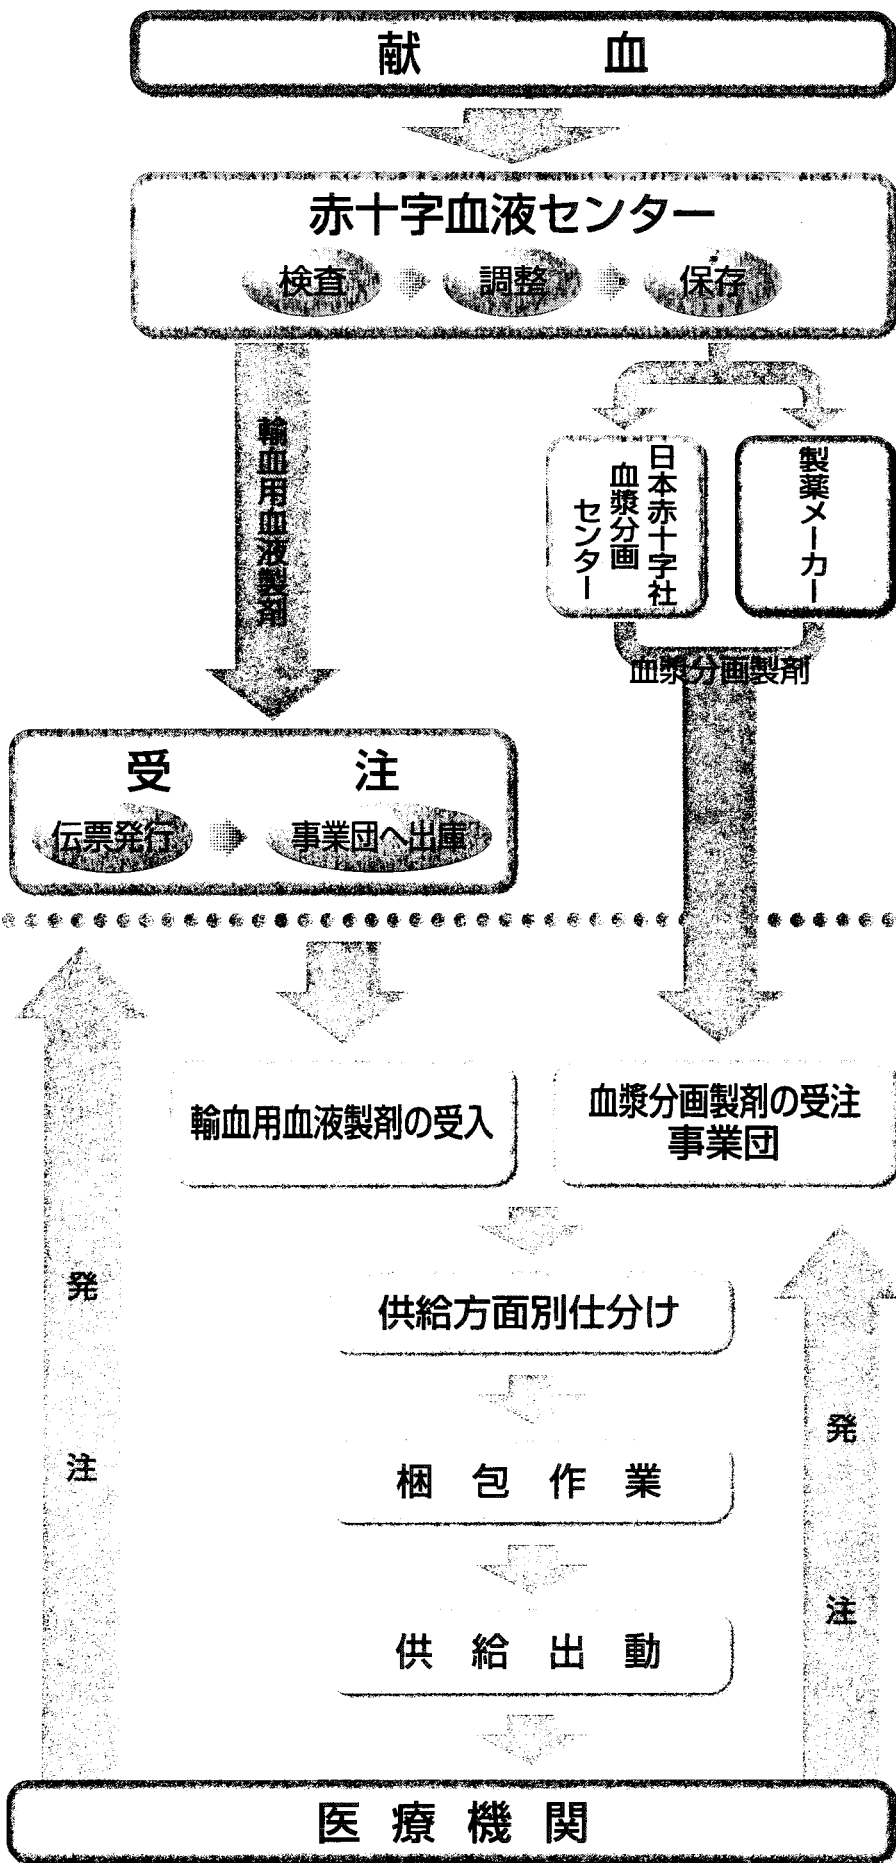 献血
赤十字血液センター
検査
調整
保存
輸血用血液製剤
日本赤十字社
血漿分画
センター
製薬メーカー
血漿分画製剤
受注
伝票発行
事業団へ出庫
輸血用血液製剤の受入
血漿分画製剤の受注
事業団
発注
供給方面別仕分け
発注
梱包作業
供給出動
医療機関